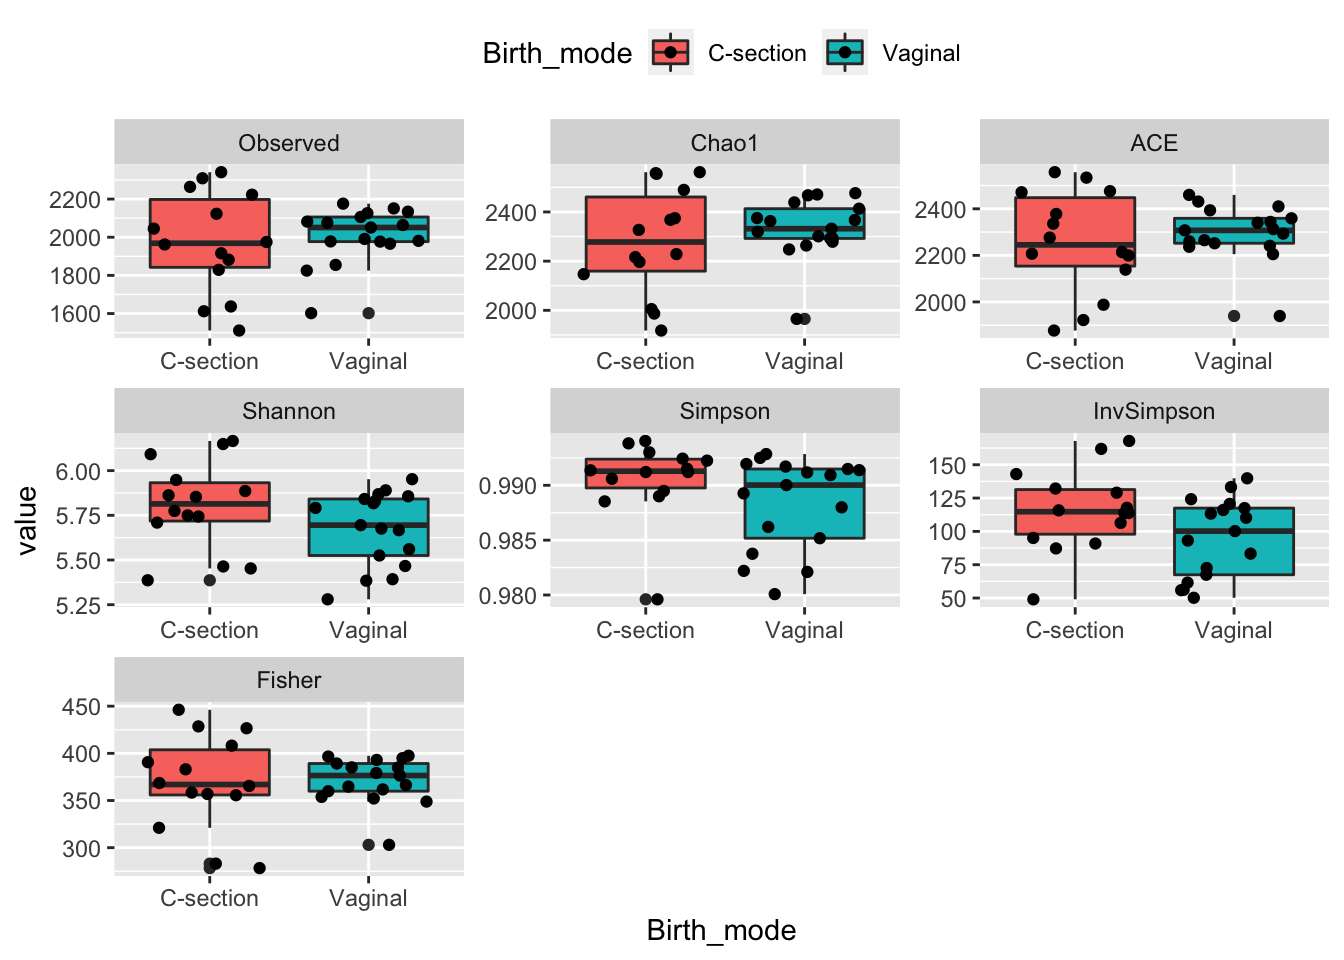 Birth_mode C-section Vaginal
Observed Chao1 ACE
2200
2000
1800
1600
2400
2200
2000
2400
2200
2000
C-section Vaginal C-section Vaginal C-section Vaginal
Shannon Simpson InvSimpson
value
6.00
5.75
5.50
5.25
0.990
0.985
0.980
150
125
100
75
50
C-section Vaginal C-section Vaginal C-section Vaginal
Fisher
450
400
350
300
C-section Vaginal
Birth_mode